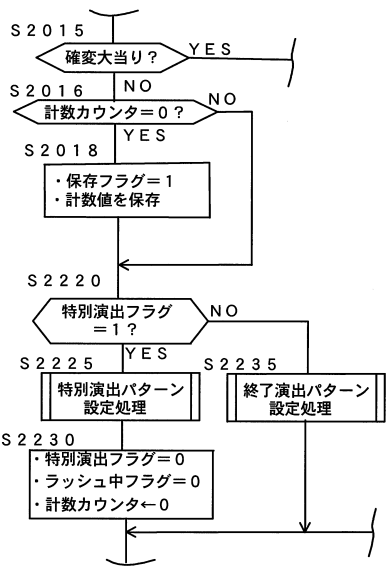 S2015
確変大当り？
YES
NO
S2016
計数カウンタ＝0？
NO
YES
S2018
・保存フラグ＝1
・計数値を保存
S2220
特別演出フラグ
＝1？
NO
YES
S2225
特別演出パターン
設定処理
S2235
終了演出パターン
設定処理
S2230
・特別演出フラグ＝0
・ラッシュ中フラグ＝0
・計数カウンタ←0